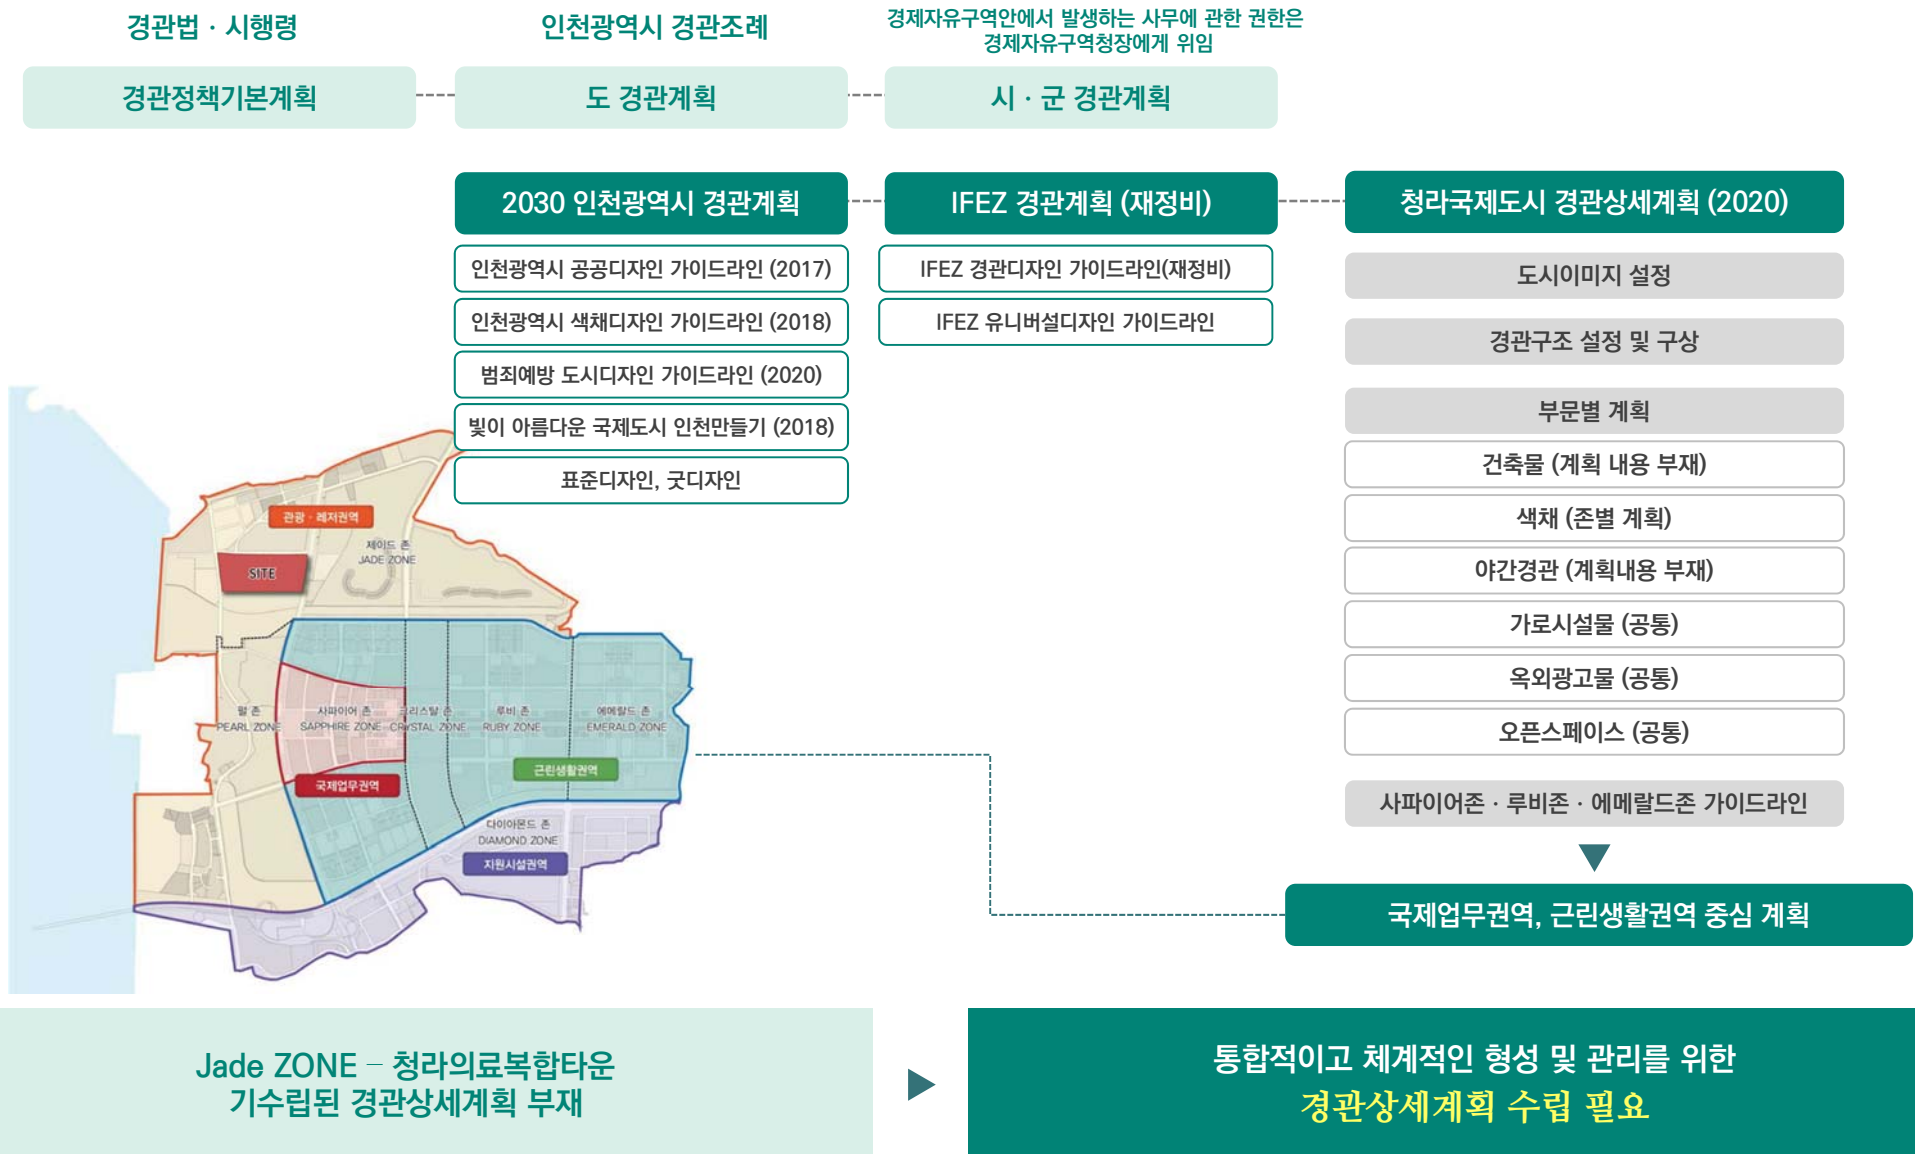 경관법 · 시행령
인천광역시 경관조례
경제자유구역안에서 발생하는 사무에 관한 권한은
경제자유구역청장에게 위임
경관정책기본계획
도 경관계획
시 · 군 경관계획
2030 인천광역시 경관계획
IFEZ 경관계획 (재정비)
청라국제도시 경관상세계획 (2020)
인천광역시 공공디자인 가이드라인 (2017)
인천광역시 색채디자인 가이드라인 (2018)
범죄예방 도시디자인 가이드라인 (2020)
빛이 아름다운 국제도시 인천만들기 (2018)
표준디자인, 굿디자인
IFEZ 경관디자인 가이드라인(재정비)
IFEZ 유니버설디자인 가이드라인
도시이미지 설정
경관구조 설정 및 구상
부문별 계획
건축물 (계획 내용 부재)
색채 (존별 계획)
야간경관 (계획내용 부재)
가로시설물 (공통)
옥외광고물 (공통)
오픈스페이스 (공통)
사파이어존 · 루비존 · 에메랄드존 가이드라인
국제업무권역, 근린생활권역 중심 계획
관광 · 레저권역
제이드 존
JADE ZONE
SITE
펄 존
PEARL ZONE
사파이어 존
SAPPHIRE ZONE
크리스탈 존
CRYSTAL ZONE
루비 존
RUBY ZONE
에메랄드 존
EMERALD ZONE
국제업무권역
근린생활권역
다이아몬드 존
DIAMOND ZONE
지원시설권역
Jade ZONE – 청라의료복합타운
기수립된 경관상세계획 부재
통합적이고 체계적인 형성 및 관리를 위한
경관상세계획 수립 필요